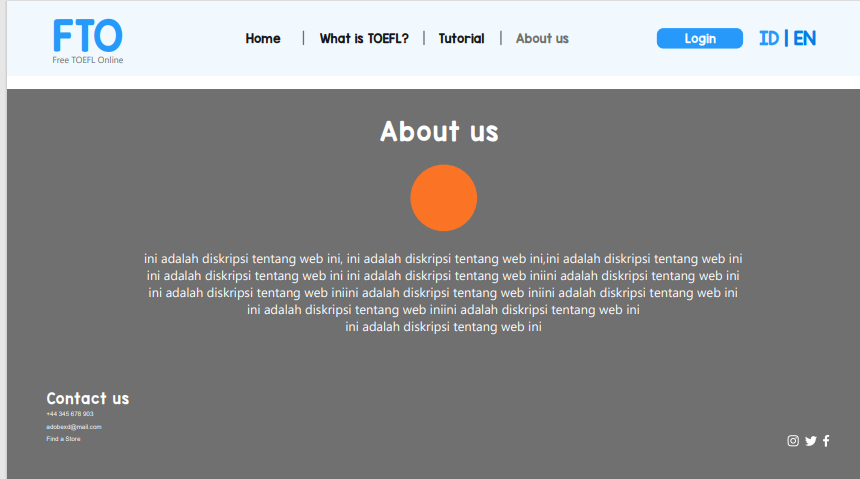 FTO
Free TOEFL Online
Home | What is TOEFL? | Tutorial | About us
Login
ID | EN
About us
ini adalah diskripsi tentang web ini, ini adalah diskripsi tentang web ini,ini adalah diskripsi tentang web ini
ini adalah diskripsi tentang web ini ini adalah diskripsi tentang web iniini adalah diskripsi tentang web ini
ini adalah diskripsi tentang web iniini adalah diskripsi tentang web iniini adalah diskripsi tentang web ini
ini adalah diskripsi tentang web iniini adalah diskripsi tentang web ini
ini adalah diskripsi tentang web ini
Contact us
+44 345 678 903
adobexd@mail.com
Find a Store